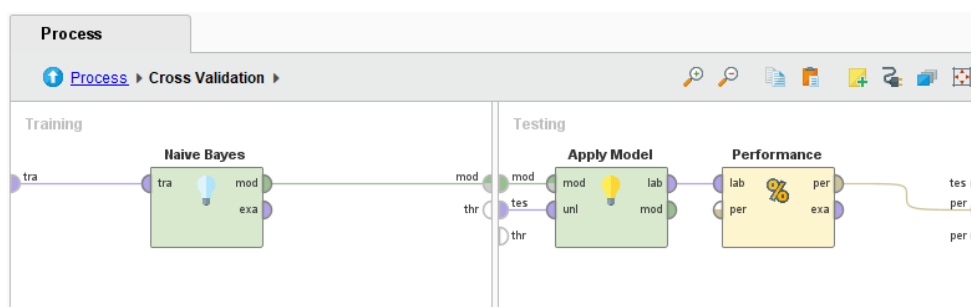 Process
Process Cross Validation
Training
Testing
Naive Bayes
Apply Model
Performance
tra
tra mod
exa
mod
thr
mod
tes
thr
mod lab
unl mod
lab per
per exa
tes
per
per